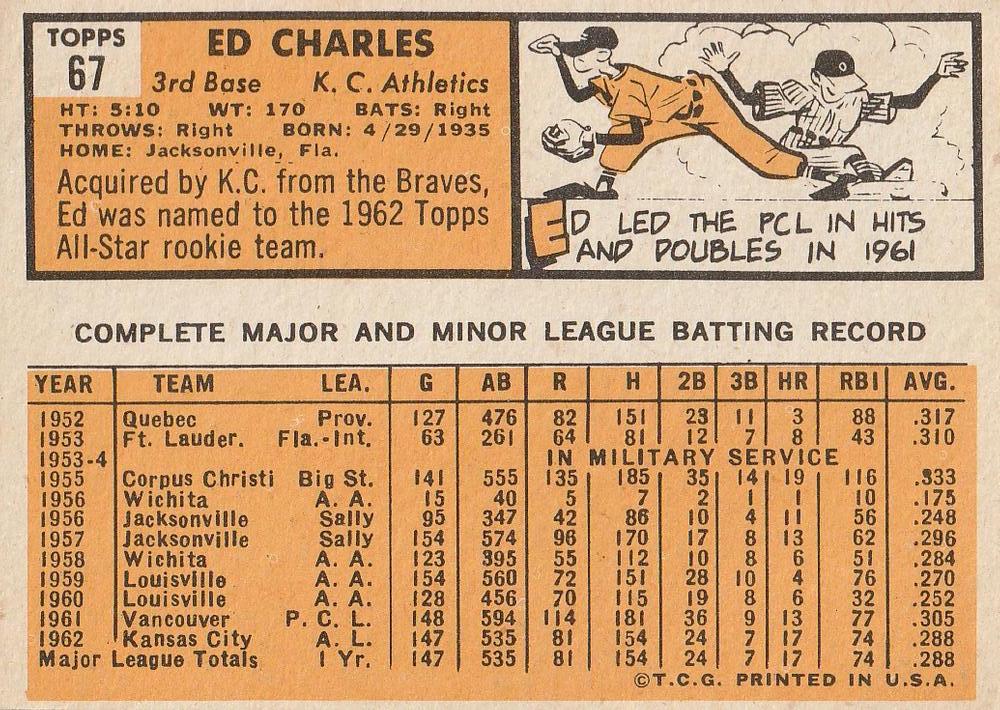 TOPPS
67
ED CHARLES
3rd Base K. C. Athletics
HT: 5:10 WT: 170 BATS: Right
THROWS: Right BORN: 4/29/1935
HOME: Jacksonville, Fla.
Acquired by K.C. from the Braves,
Ed was named to the 1962 Topps
All-Star rookie team.
ED LED THE PCL IN HITS
AND DOUBLES IN 1961
COMPLETE MAJOR AND MINOR LEAGUE BATTING RECORD
YEAR TEAM LEA. G AB R H 2B 3B HR RBI AVG.
1952 Quebec Prov. 127 476 82 151 23 11 3 88 .317
1953 Ft. Lauder. Fla.-Int. 63 261 64 81 12 7 8 43 .310
1953-4 IN MILITARY SERVICE
1955 Corpus Christi Big St. 141 555 135 185 35 14 19 116 .333
1956 Wichita A. A. 15 40 5 7 2 1 1 10 .175
1956 Jacksonville Sally 95 347 42 86 10 4 11 56 .248
1957 Jacksonville Sally 154 574 96 170 17 8 13 62 .296
1958 Wichita A. A. 123 395 55 112 10 8 6 51 .284
1959 Louisville A. A. 154 560 72 151 28 10 4 76 .270
1960 Louisville A. A. 128 456 70 115 19 8 6 32 .252
1961 Vancouver P. C. L. 148 594 114 181 36 9 13 77 .305
1962 Kansas City A. L. 147 535 81 154 24 7 17 74 .288
Major League Totals 1 Yr. 147 535 81 154 24 7 17 74 .288
©T.C.G. PRINTED IN U.S.A.